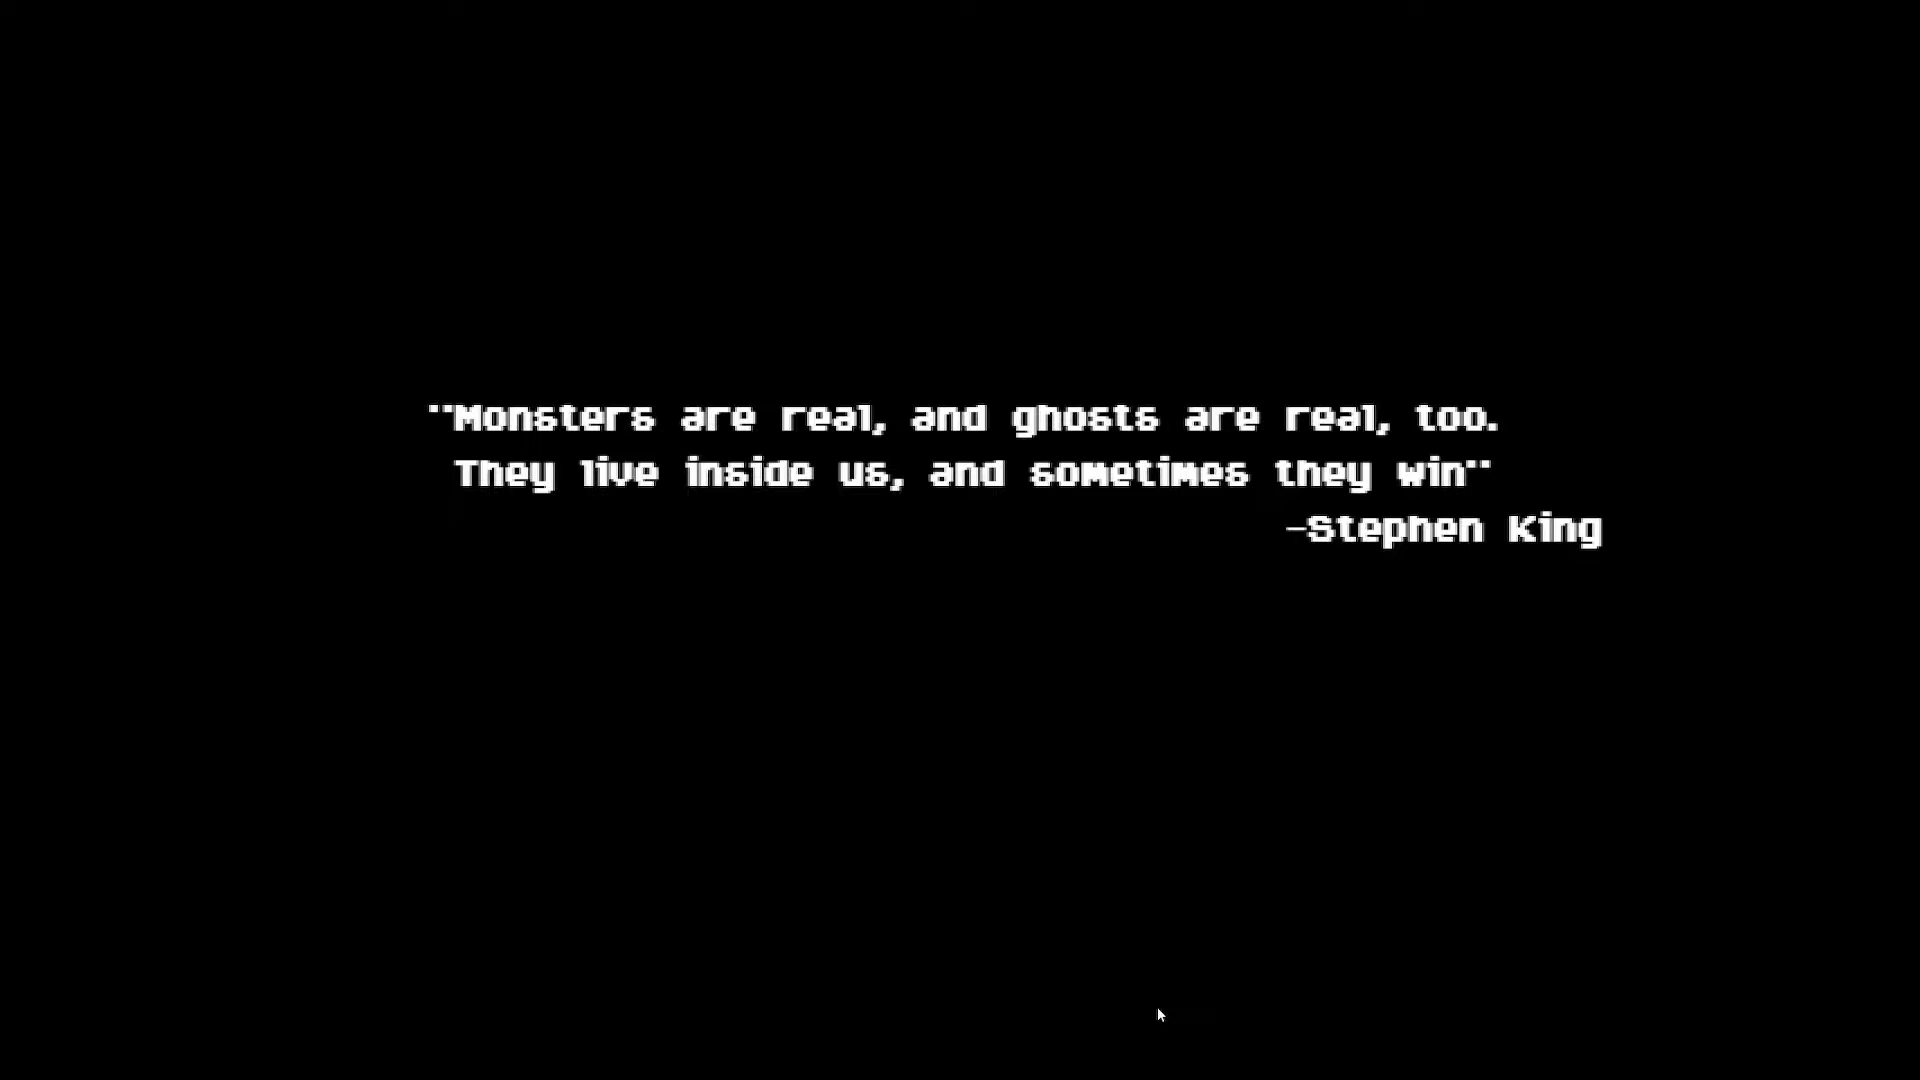 "Monsters are real, and ghosts are real, too.
They live inside us, and sometimes they win"
-Stephen King